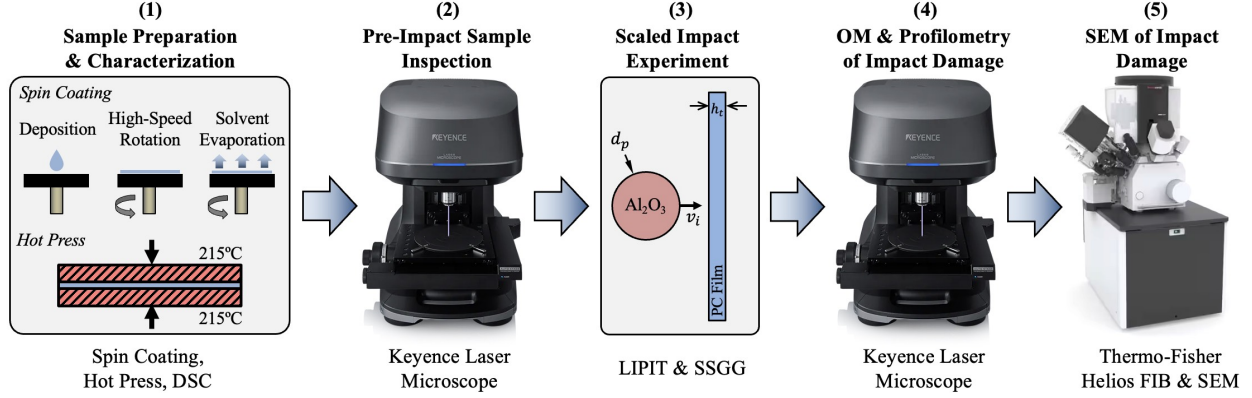 (1)
Sample Preparation
& Characterization
Spin Coating
Deposition
High-Speed
Rotation
Solvent
Evaporation
Hot Press
215ºC
215ºC
Spin Coating,
Hot Press, DSC
(2)
Pre-Impact Sample
Inspection
KEYENCE
Keyence Laser
Microscope
(3)
Scaled Impact
Experiment
hₜ
dₚ
Al₂O₃
vᵢ
PC Film
LIPIT & SSGG
(4)
OM & Profilometry
of Impact Damage
KEYENCE
Keyence Laser
Microscope
(5)
SEM of Impact
Damage
Thermo-Fisher
Helios FIB & SEM